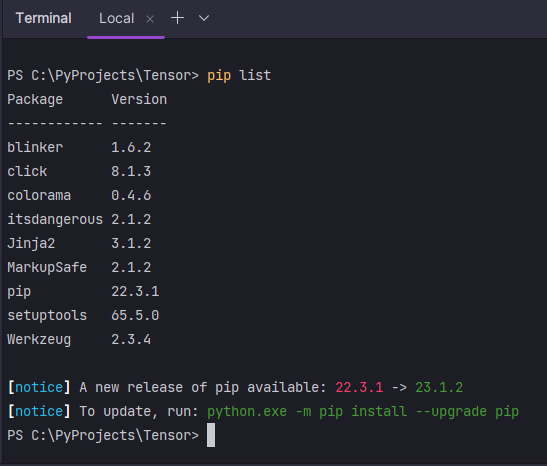 Terminal Local × +
PS C:\PyProjects\Tensor> pip list
Package      Version
------------ -------
blinker      1.6.2
click        8.1.3
colorama     0.4.6
itsdangerous 2.1.2
Jinja2       3.1.2
MarkupSafe   2.1.2
pip          22.3.1
setuptools   65.5.0
Werkzeug     2.3.4
[notice] A new release of pip available: 22.3.1 -> 23.1.2
[notice] To update, run: python.exe -m pip install --upgrade pip
PS C:\PyProjects\Tensor>